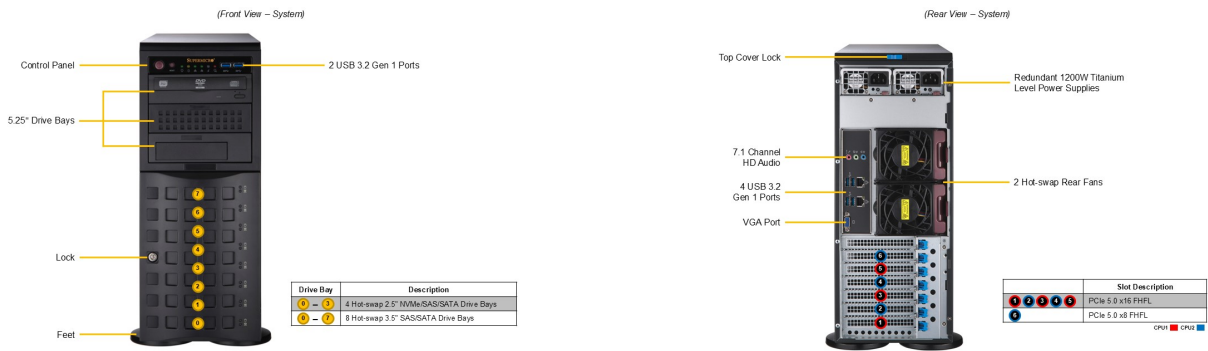 (Front View – System)
Control Panel
SUPERMICRO
2 USB 3.2 Gen 1 Ports
5.25" Drive Bays
7
6
5
4
3
2
1
0
Lock
Feet
Drive Bay Description
0 – 3 4 Hot-swap 2.5" NVMe/SAS/SATA Drive Bays
0 – 7 8 Hot-swap 3.5" SAS/SATA Drive Bays
(Rear View – System)
Top Cover Lock
Redundant 1200W Titanium
Level Power Supplies
7.1 Channel
HD Audio
4 USB 3.2
Gen 1 Ports
2 Hot-swap Rear Fans
VGA Port
6
5
4
3
2
1
Slot Description
1 2 3 4 5 PCIe 5.0 x16 FHFL
6 PCIe 5.0 x8 FHFL
CPU1 CPU2